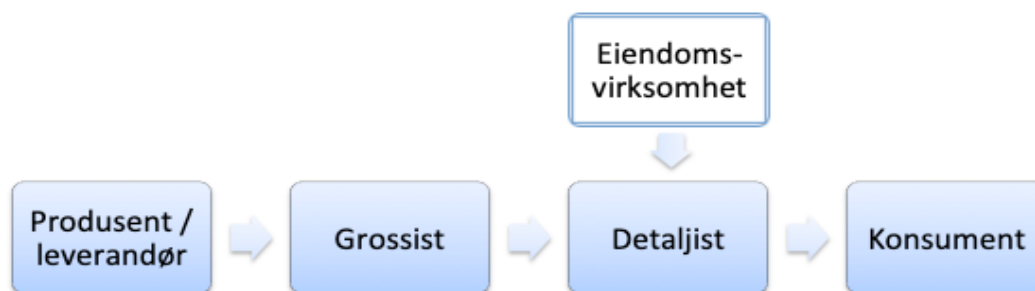 Eiendoms-
virksomhet
Produsent /
leverandør
Grossist
Detaljist
Konsument